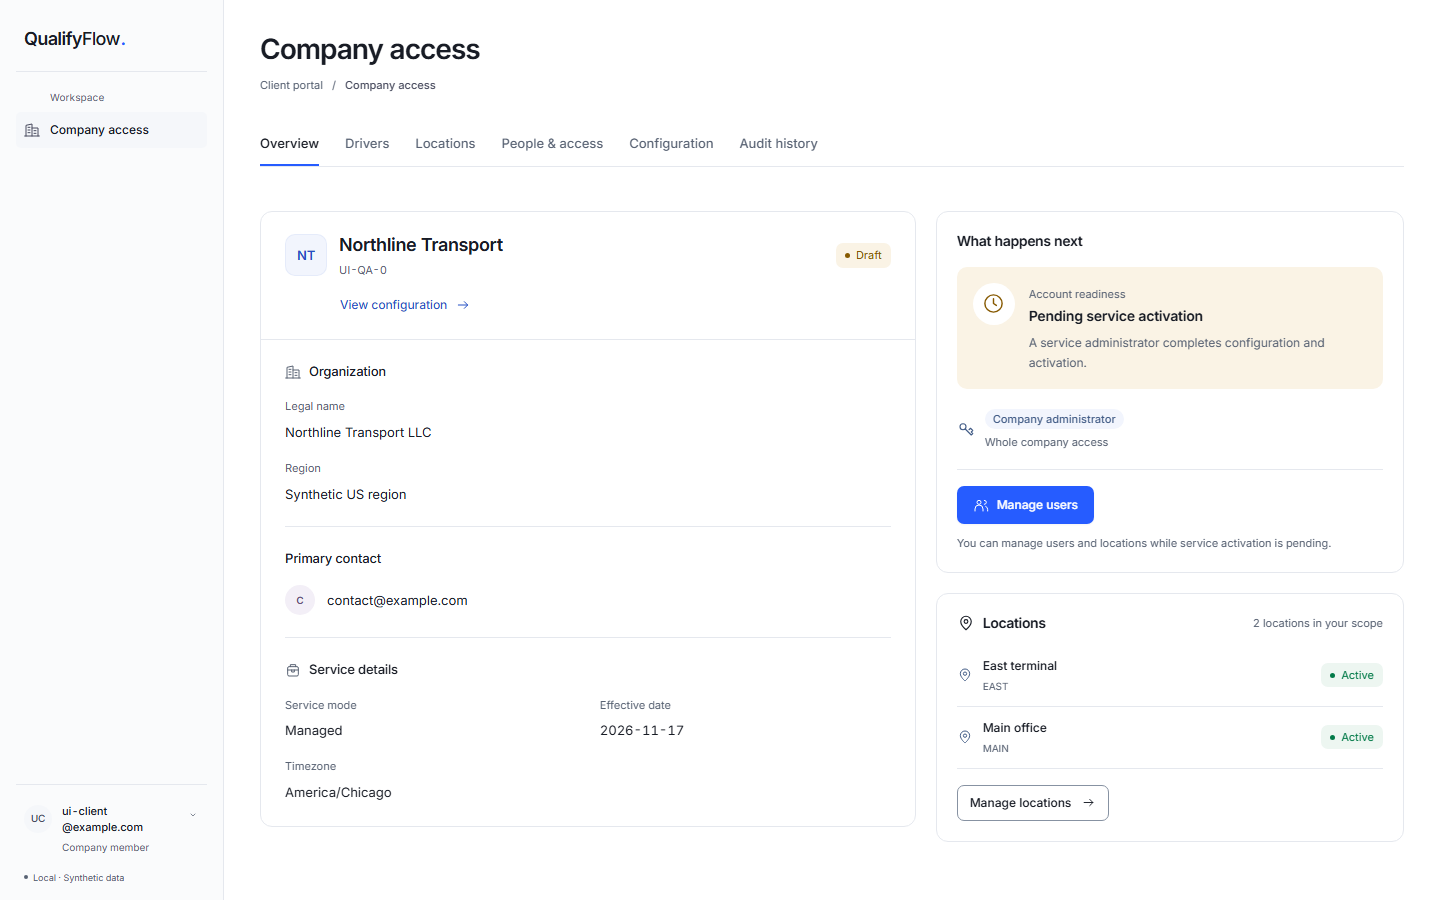 QualifyFlow.
Workspace
Company access
UC
ui-client
@example.com
Company member
Local · Synthetic data
Company access
Client portal / Company access
Overview
Drivers
Locations
People & access
Configuration
Audit history
NT
Northline Transport
UI-QA-0
Draft
View configuration →
Organization
Legal name
Northline Transport LLC
Region
Synthetic US region
Primary contact
C
contact@example.com
Service details
Service mode
Managed
Effective date
2026-11-17
Timezone
America/Chicago
What happens next
Account readiness
Pending service activation
A service administrator completes configuration and
activation.
Company administrator
Whole company access
Manage users
You can manage users and locations while service activation is pending.
Locations
2 locations in your scope
East terminal
EAST
Active
Main office
MAIN
Active
Manage locations →